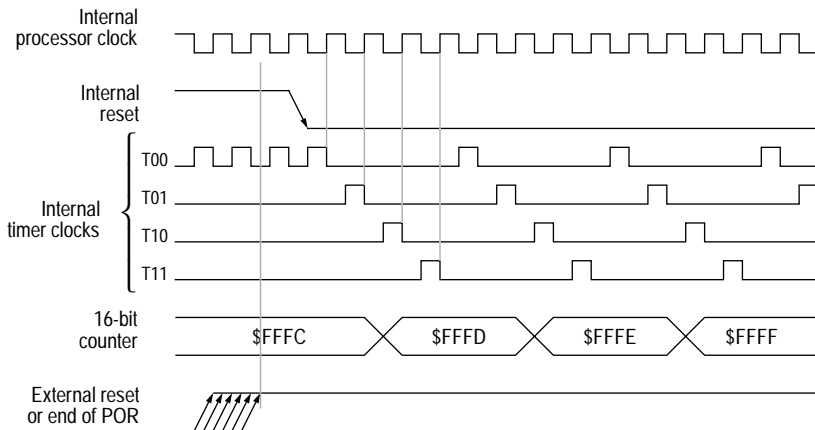 Internal
processor clock
Internal
reset
T00
T01
Internal
timer clocks
T10
T11
16-bit
counter
$FFFC
$FFFD
$FFFE
$FFFF
External reset
or end of POR